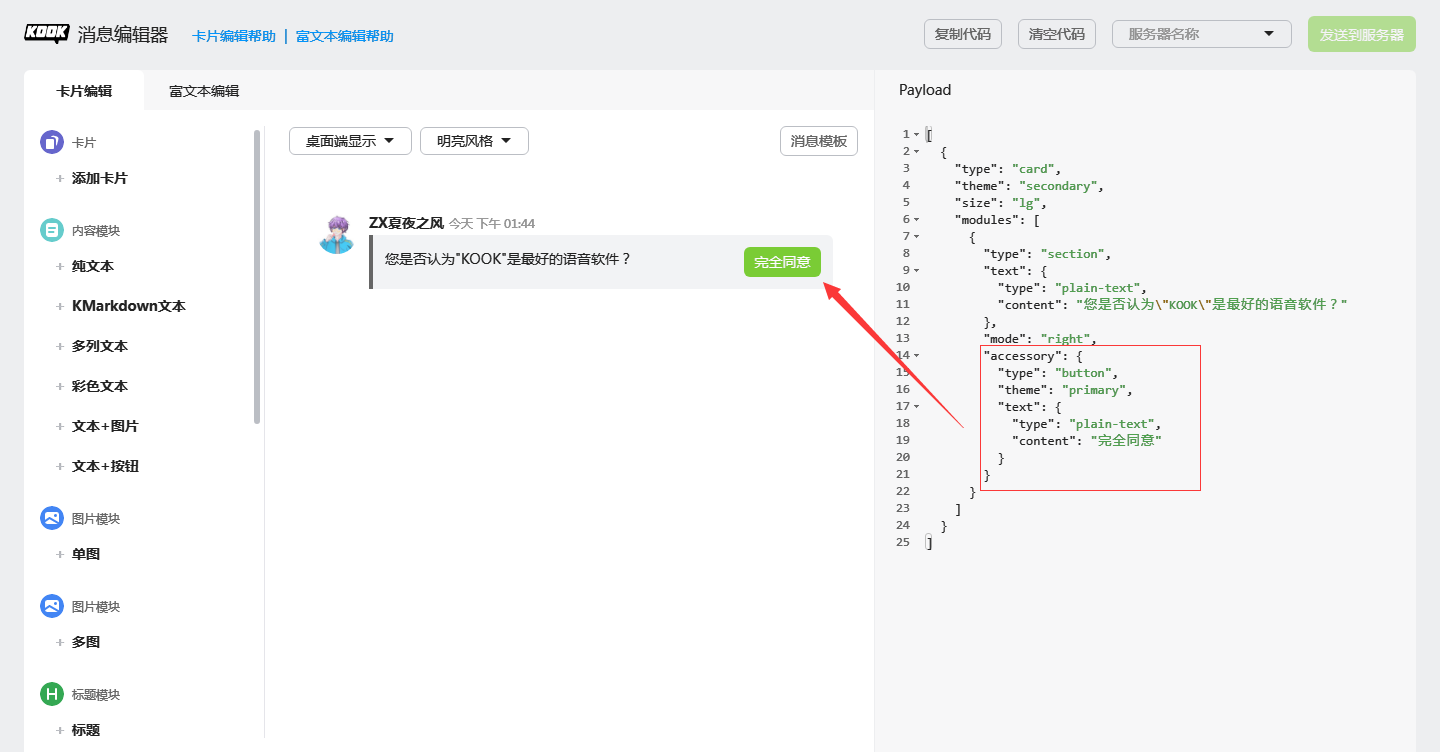 KOOK 消息编辑器 卡片编辑帮助 | 富文本编辑帮助 复制代码 清空代码 服务器名称 发送到服务器
卡片编辑 富文本编辑
卡片
+ 添加卡片
内容模块
+ 纯文本
+ KMarkdown文本
+ 多列文本
+ 彩色文本
+ 文本+图片
+ 文本+按钮
图片模块
+ 单图
图片模块
+ 多图
H 标题模块
+ 标题
桌面端显示 明亮风格 消息模板
ZX夏夜之风 今天 下午 01:44
您是否认为"KOOK"是最好的语音软件？ 完全同意
Payload
1 [
2 {
3 "type": "card",
4 "theme": "secondary",
5 "size": "lg",
6 "modules": [
7 {
8 "type": "section",
9 "text": {
10 "type": "plain-text",
11 "content": "您是否认为\"KOOK\"是最好的语音软件？"
12 },
13 "mode": "right",
14 "accessory": {
15 "type": "button",
16 "theme": "primary",
17 "text": {
18 "type": "plain-text",
19 "content": "完全同意"
20 }
21 }
22 }
23 ]
24 }
25 ]